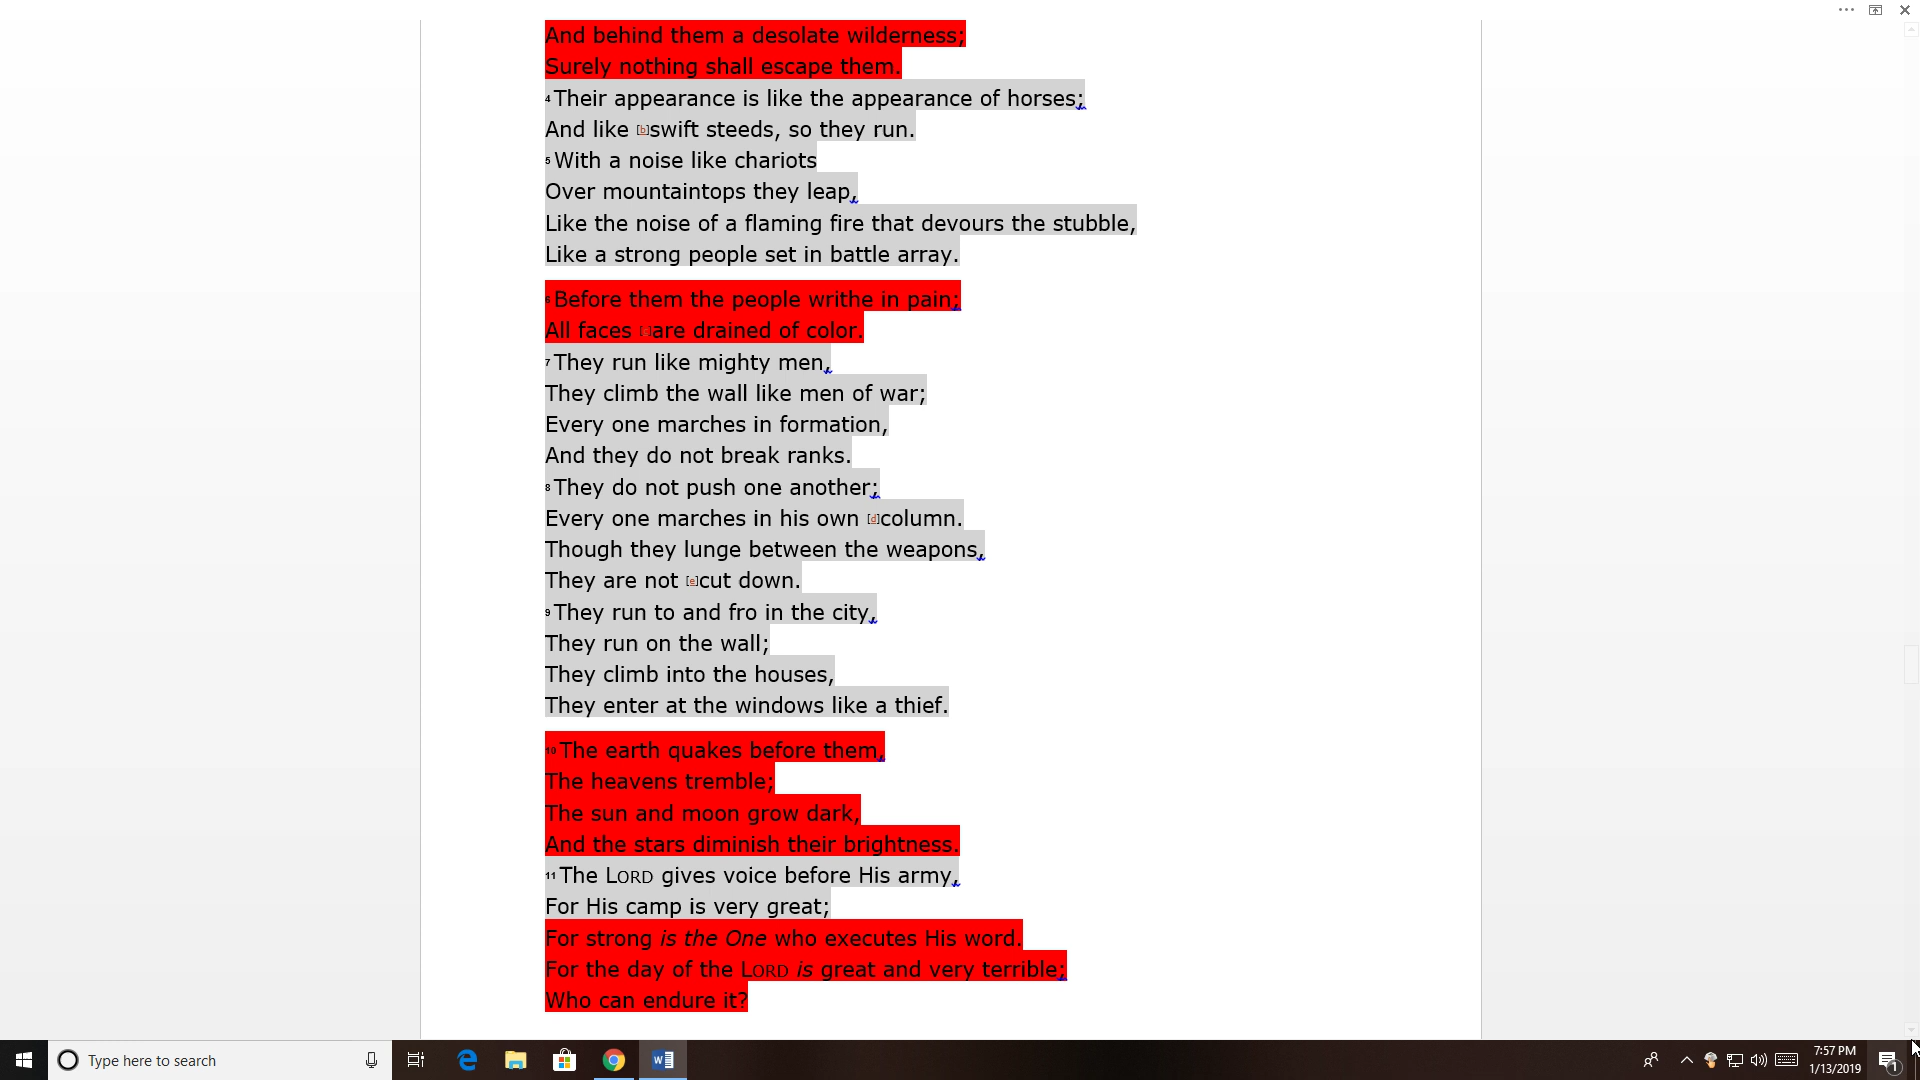 And behind them a desolate wilderness;
Surely nothing shall escape them.
4 Their appearance is like the appearance of horses;
And like [b]swift steeds, so they run.
5 With a noise like chariots
Over mountaintops they leap,
Like the noise of a flaming fire that devours the stubble,
Like a strong people set in battle array.
6 Before them the people writhe in pain;
All faces [c]are drained of color.
7 They run like mighty men,
They climb the wall like men of war;
Every one marches in formation,
And they do not break ranks.
8 They do not push one another;
Every one marches in his own [d]column.
Though they lunge between the weapons,
They are not [e]cut down.
9 They run to and fro in the city,
They run on the wall;
They climb into the houses,
They enter at the windows like a thief.
10 The earth quakes before them,
The heavens tremble;
The sun and moon grow dark,
And the stars diminish their brightness.
11 The LORD gives voice before His army,
For His camp is very great;
For strong is the One who executes His word.
For the day of the LORD is great and very terrible;
Who can endure it?
Type here to search
7:57 PM
1/13/2019
1